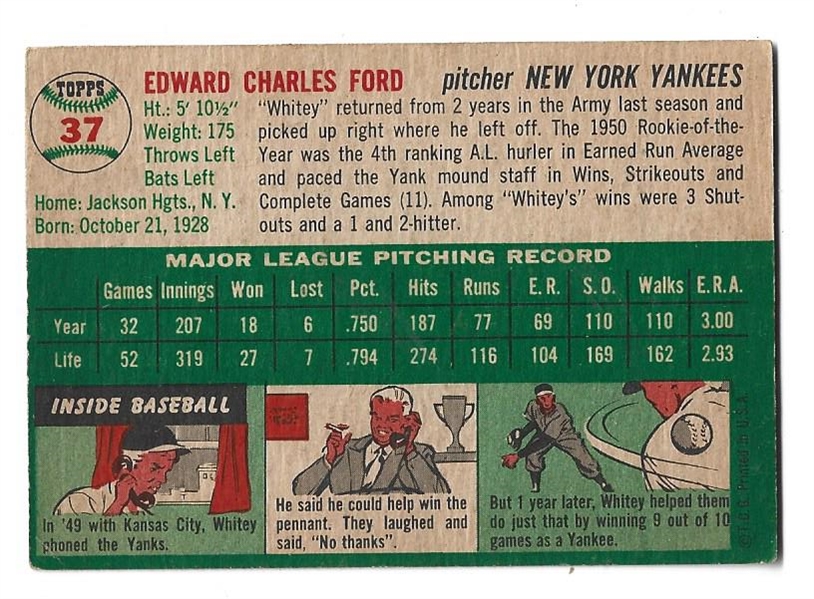 TOPPS
37
EDWARD CHARLES FORD pitcher NEW YORK YANKEES
Ht.: 5' 10½"
Weight: 175
Throws Left
Bats Left
Home: Jackson Hgts., N. Y.
Born: October 21, 1928
"Whitey" returned from 2 years in the Army last season and
picked up right where he left off. The 1950 Rookie-of-the-
Year was the 4th ranking A.L. hurler in Earned Run Average
and paced the Yank mound staff in Wins, Strikeouts and
Complete Games (11). Among "Whitey's" wins were 3 Shut-
outs and a 1 and 2-hitter.
MAJOR LEAGUE PITCHING RECORD
Games Innings Won Lost Pct. Hits Runs E. R. S. O. Walks E.R.A.
Year 32 207 18 6 .750 187 77 69 110 110 3.00
Life 52 319 27 7 .794 274 116 104 169 162 2.93
INSIDE BASEBALL
In '49 with Kansas City, Whitey
phoned the Yanks.
He said he could help win the
pennant. They laughed and
said, "No thanks".
But 1 year later, Whitey helped them
do just that by winning 9 out of 10
games as a Yankee.
©T.C.G. Printed in U.S.A.